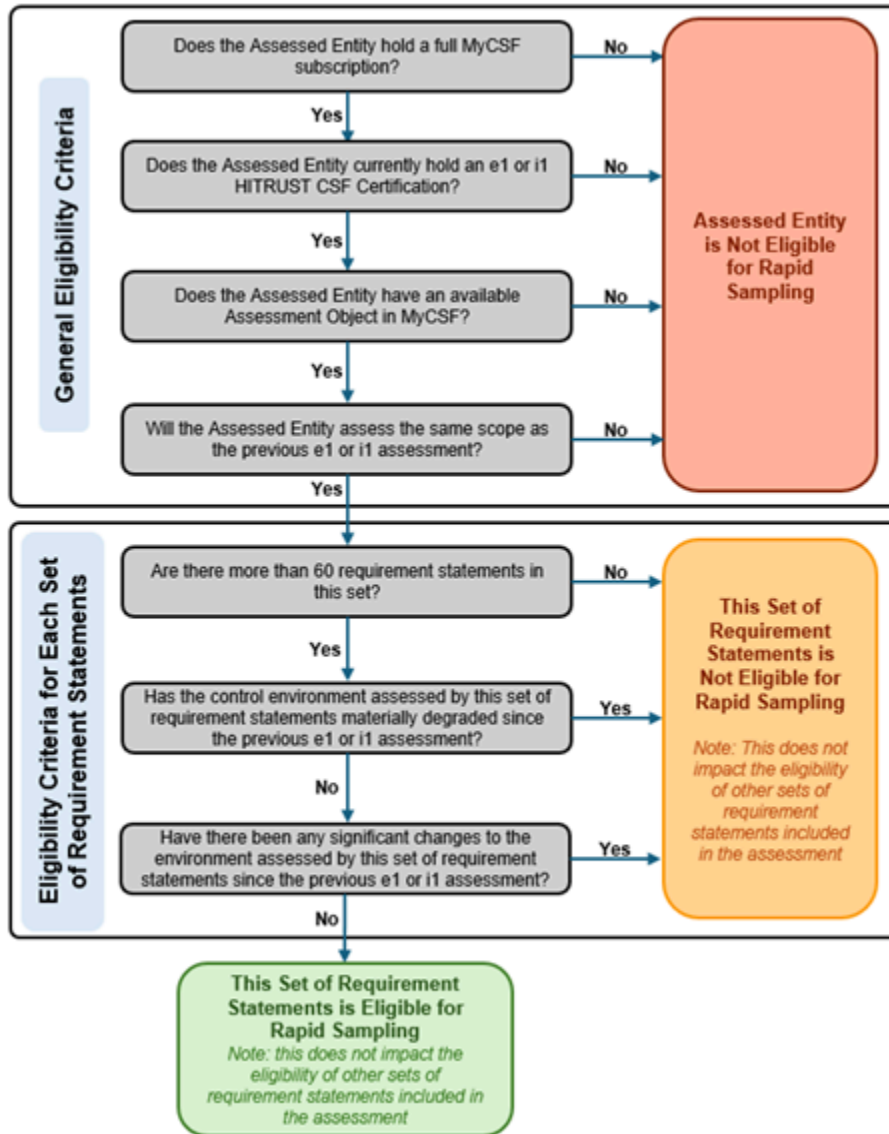 General Eligibility Criteria
Does the Assessed Entity hold a full MyCSF
subscription?
No
Yes
Does the Assessed Entity currently hold an e1 or i1
HITRUST CSF Certification?
No
Yes
Does the Assessed Entity have an available
Assessment Object in MyCSF?
No
Yes
Will the Assessed Entity assess the same scope as
the previous e1 or i1 assessment?
No
Yes
Assessed Entity
is Not Eligible
for Rapid
Sampling
Eligibility Criteria for Each Set
of Requirement Statements
Are there more than 60 requirement statements in
this set?
No
Yes
Has the control environment assessed by this set of
requirement statements materially degraded since
the previous e1 or i1 assessment?
Yes
No
Have there been any significant changes to the
environment assessed by this set of requirement
statements since the previous e1 or i1 assessment?
Yes
No
This Set of
Requirement
Statements is
Not Eligible for
Rapid Sampling
Note: This does not
impact the eligibility
of other sets of
requirement
statements included
in the assessment
This Set of Requirement
Statements is Eligible for
Rapid Sampling
Note: this does not impact the
eligibility of other sets of
requirement statements included in
the assessment